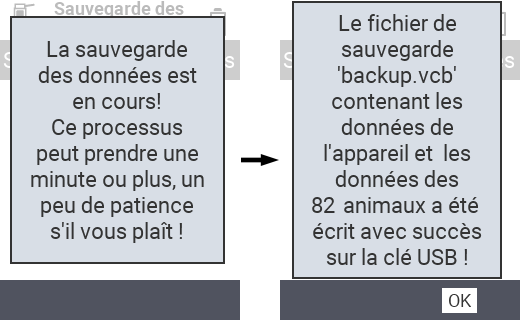 Sauvegarde des
La sauvegarde
des données est
en cours!
Ce processus
peut prendre une
minute ou plus, un
peu de patience
s'il vous plaît !
Le fichier de
sauvegarde
'backup.vcb'
contenant les
données de
l'appareil et les
données des
82 animaux a été
écrit avec succès
sur la clé USB !
OK